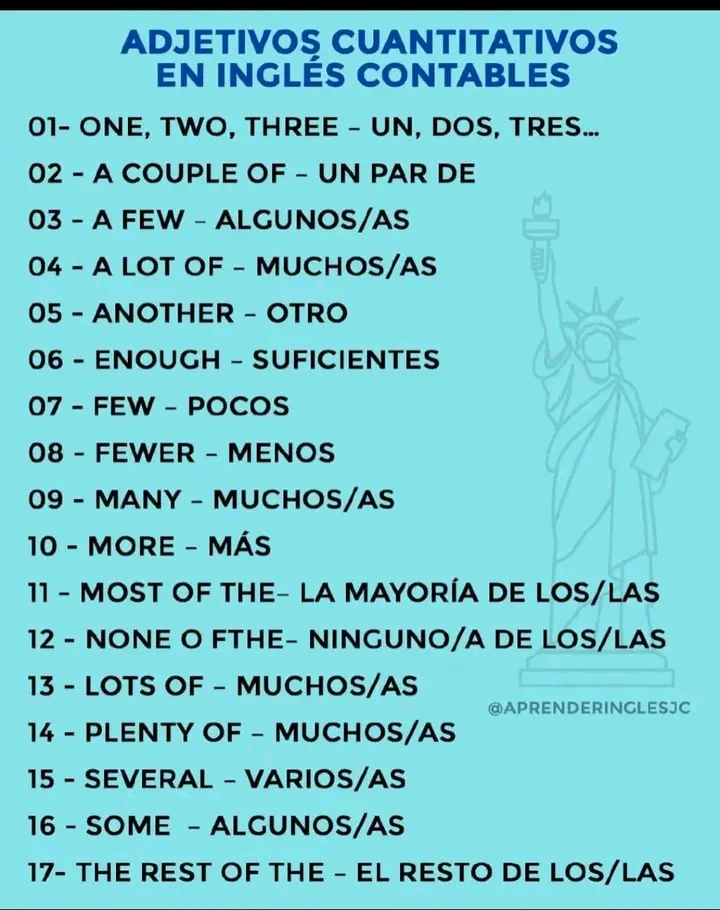 ADJETIVOS CUANTITATIVOS
EN INGLÉS CONTABLES
01- ONE, TWO, THREE – UN, DOS, TRES...
02 - A COUPLE OF – UN PAR DE
03 - A FEW – ALGUNOS/AS
04 - A LOT OF – MUCHOS/AS
05 - ANOTHER – OTRO
06 - ENOUGH – SUFICIENTES
07 - FEW – POCOS
08 - FEWER – MENOS
09 - MANY – MUCHOS/AS
10 - MORE – MÁS
11 - MOST OF THE– LA MAYORÍA DE LOS/LAS
12 - NONE O FTHE– NINGUNO/A DE LOS/LAS
13 - LOTS OF – MUCHOS/AS
@APRENDERINGLESJC
14 - PLENTY OF – MUCHOS/AS
15 - SEVERAL – VARIOS/AS
16 - SOME – ALGUNOS/AS
17- THE REST OF THE – EL RESTO DE LOS/LAS